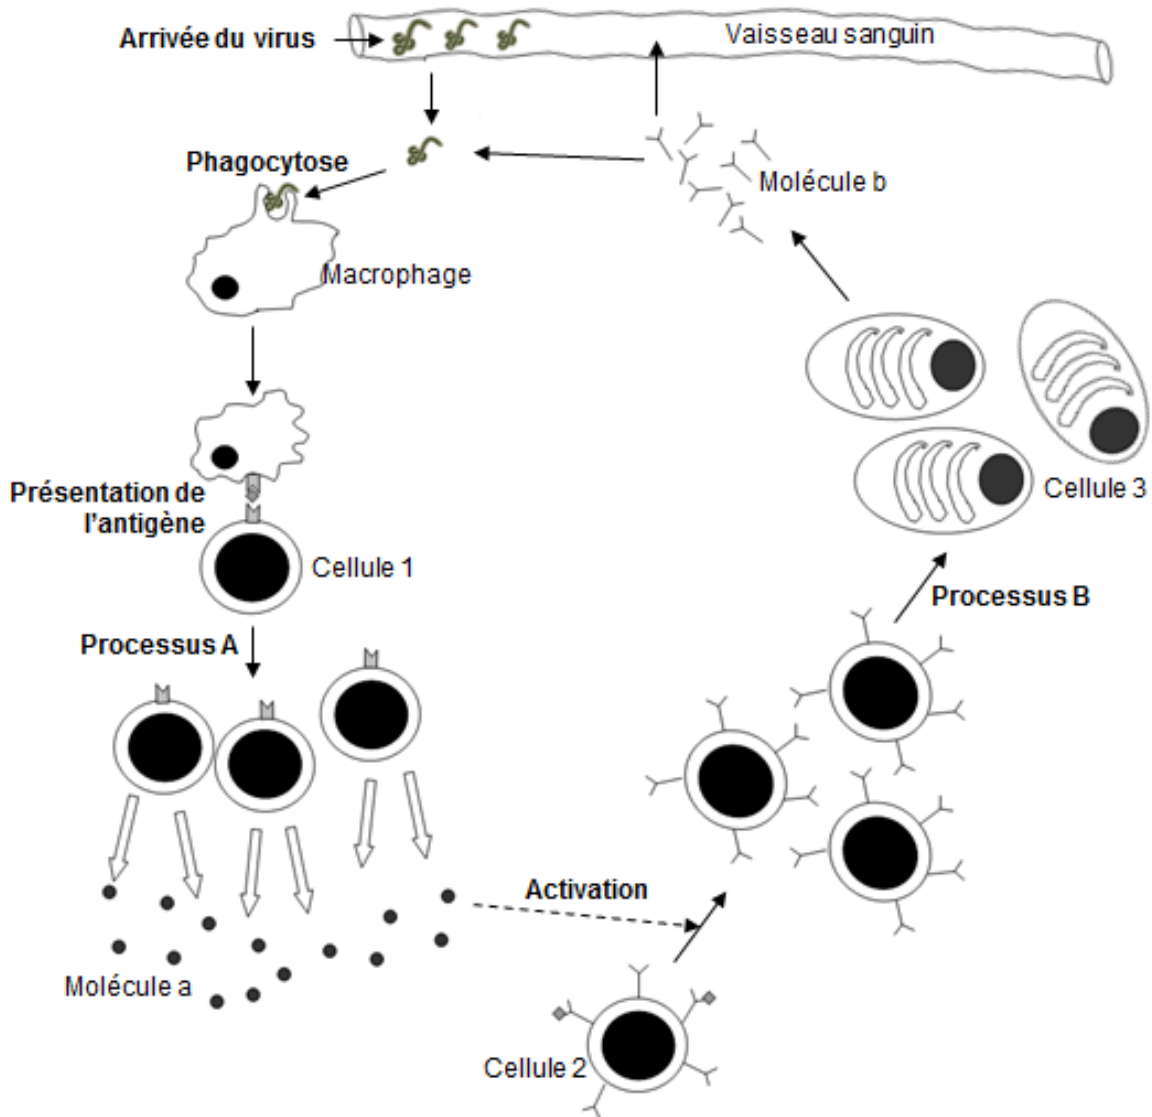 Arrivée du virus
Vaisseau sanguin
Phagocytose
Molécule b
Macrophage
Présentation de
l'antigène
Cellule 1
Cellule 3
Processus A
Processus B
Activation
Molécule a
Cellule 2